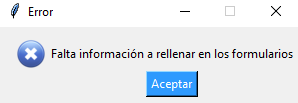 Error
Falta información a rellenar en los formularios
Aceptar